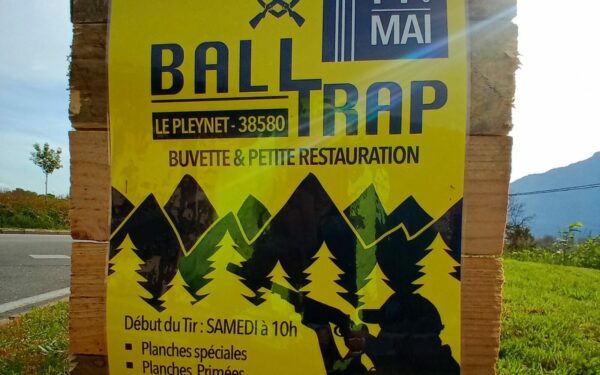 MAI
BALL
TRAP
LE PLEYNET - 38580
BUVETTE & PETITE RESTAURATION
Début du Tir : SAMEDI à 10h
▪ Planches spéciales
▪ Planches Primées